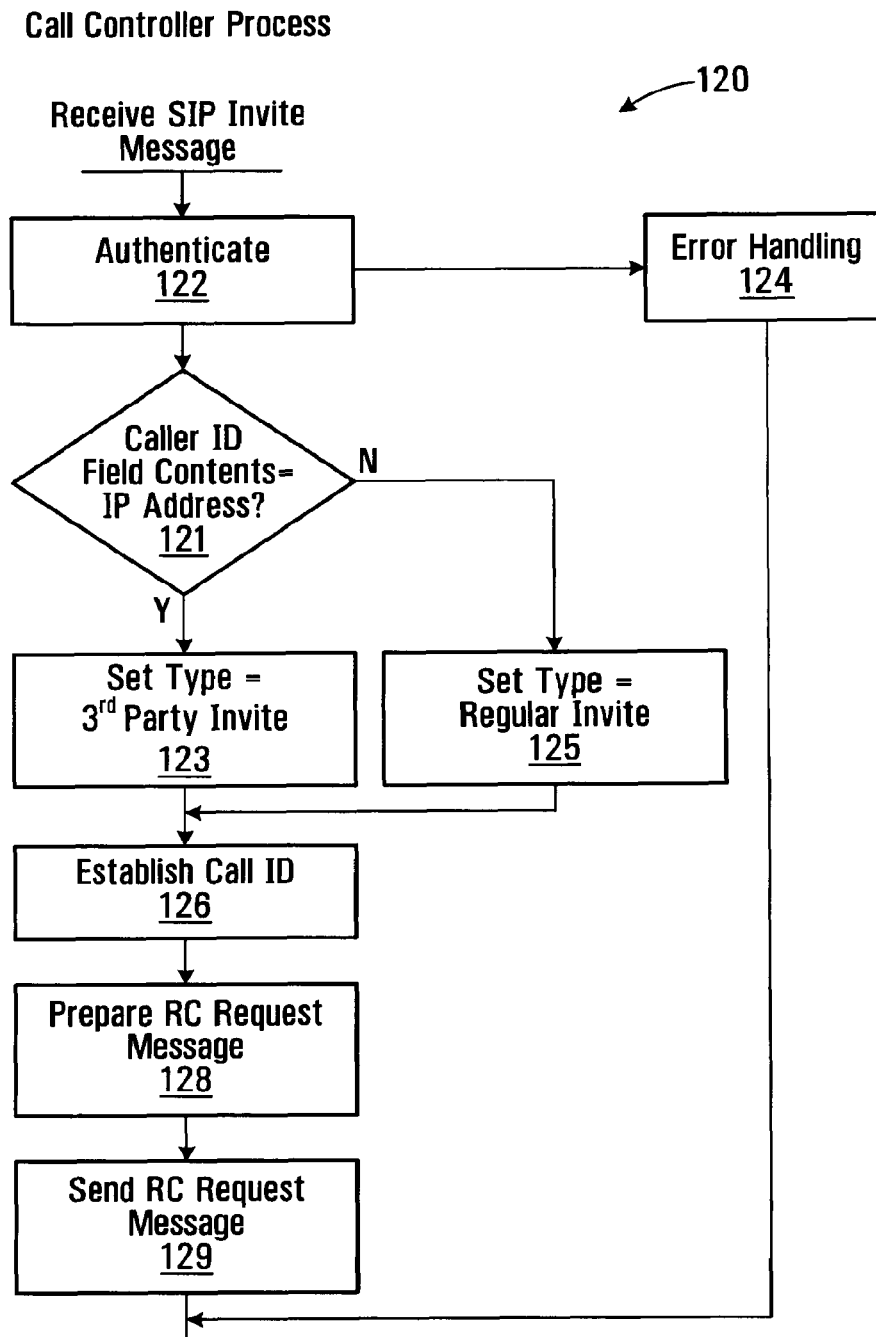 Call Controller Process
120
Receive SIP Invite
Message
Authenticate
122
Error Handling
124
Caller ID
Field Contents=
IP Address?
121
N
Y
Set Type =
3rd Party Invite
123
Set Type =
Regular Invite
125
Establish Call ID
126
Prepare RC Request
Message
128
Send RC Request
Message
129